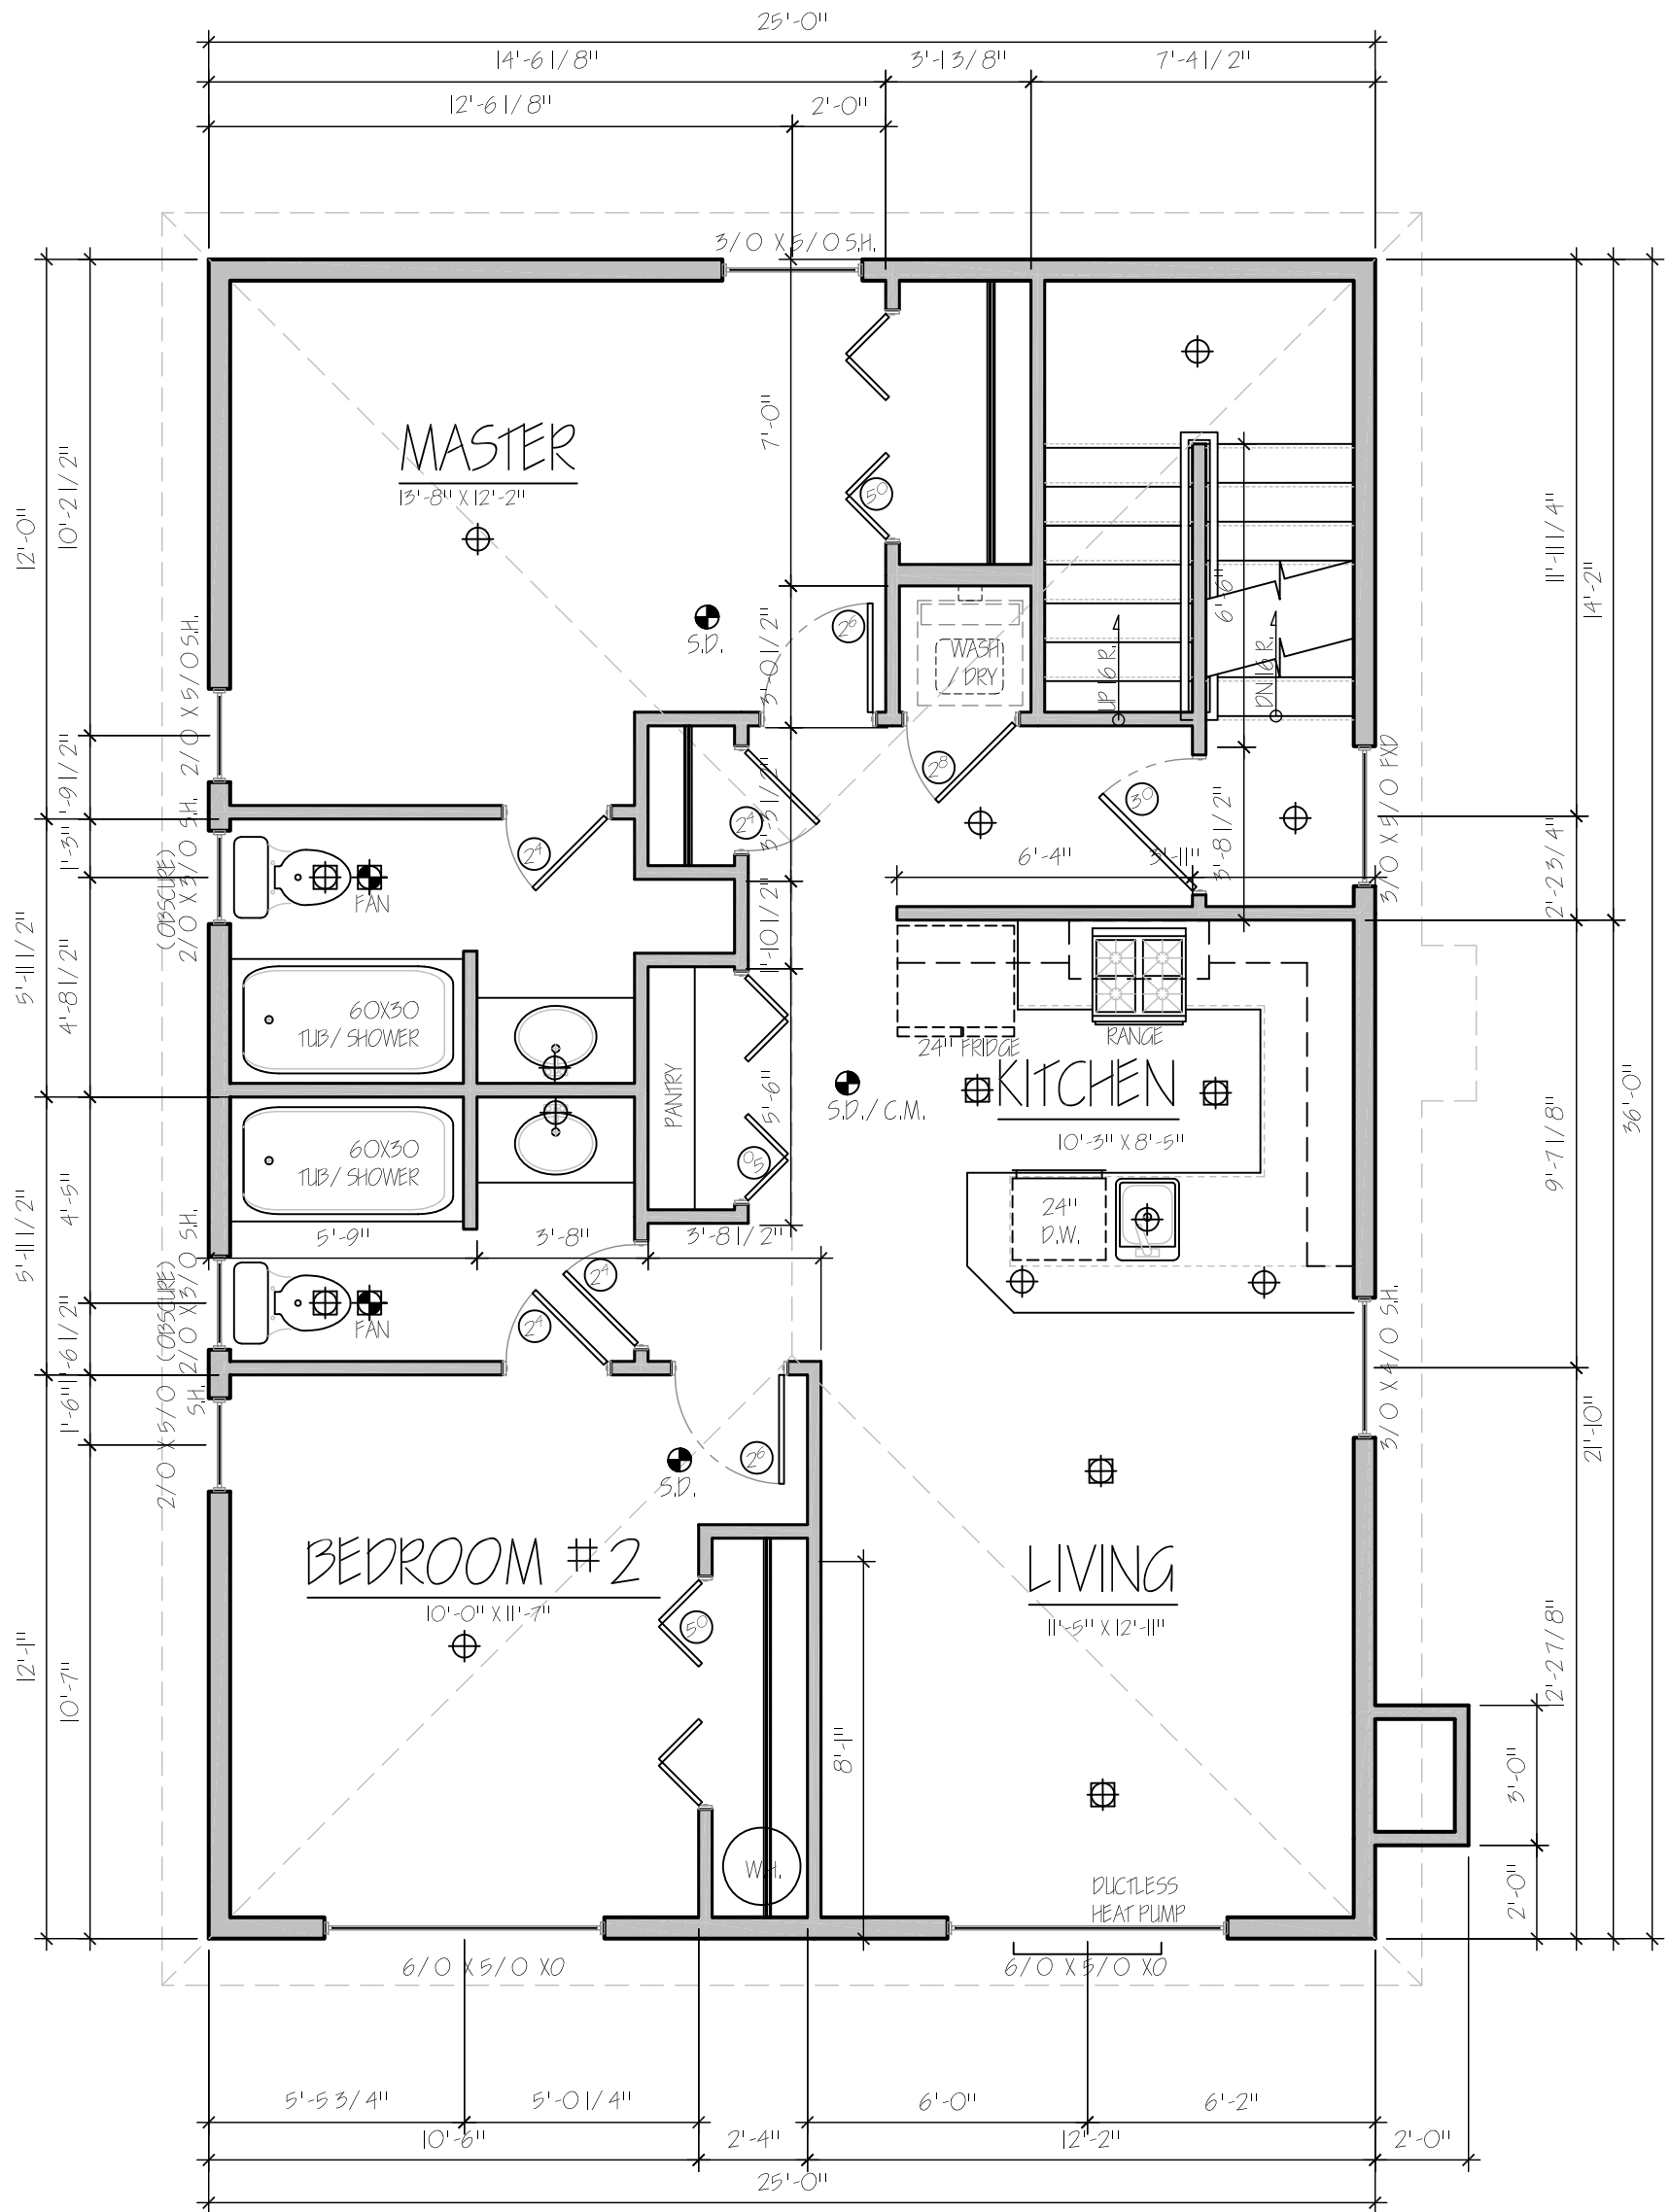 25'-0"
14'-6 1/8"
3'-1 3/8"
7'-4 1/2"
12'-6 1/8"
2'-0"
3/0 X 5/0 S.H.
MASTER
13'-8" X 12'-2"
7'-0"
5⁰
12'-0"
10'-2 1/2"
11'-11 1/4"
14'-2"
6'-6"
S.D.
2⁶
3'-0 1/2"
WASH
/ DRY
UP 16 R.
DN 16 R.
2/0 X 5/0 S.H.
2⁸
3⁰
2⁴
3'-8 1/2"
3/0 X 5/0 FXD
6'-4"
3'-11"
2⁴
1'-3"
2/0 X 3/0 S.H.
(OBSCURE)
FAN
2'-2 3/4"
5'-11 1/2"
4'-8 1/2"
60X30
TUB/ SHOWER
24" FRIDGE
RANGE
PANTRY
5'-6"
S.D./ C.M.
KITCHEN
10'-3" X 8'-5"
36'-0"
9'-7 1/8"
60X30
TUB/ SHOWER
5⁰
24"
D.W.
4'-5"
5'-11 1/2"
5'-9"
3'-8"
3'-8 1/2"
2⁴
2⁴
FAN
2/0 X 3/0 S.H.
(OBSCURE)
1'-6 1/2"
3/0 X 4/0 S.H.
1'-6"
2/0 X 5/0
S.H.
S.D.
2⁶
21'-10"
BEDROOM #2
10'-0" X 11'-7"
5⁰
LIVING
11'-5" X 12'-11"
12'-1"
10'-7"
8'-1"
12'-2 7/8"
3'-0"
W.H.
DUCTLESS
HEAT PUMP
2'-0"
6/0 X 5/0 XO
6/0 X 5/0 XO
5'-5 3/4"
5'-0 1/4"
6'-0"
6'-2"
10'-6"
2'-4"
12'-2"
2'-0"
25'-0"